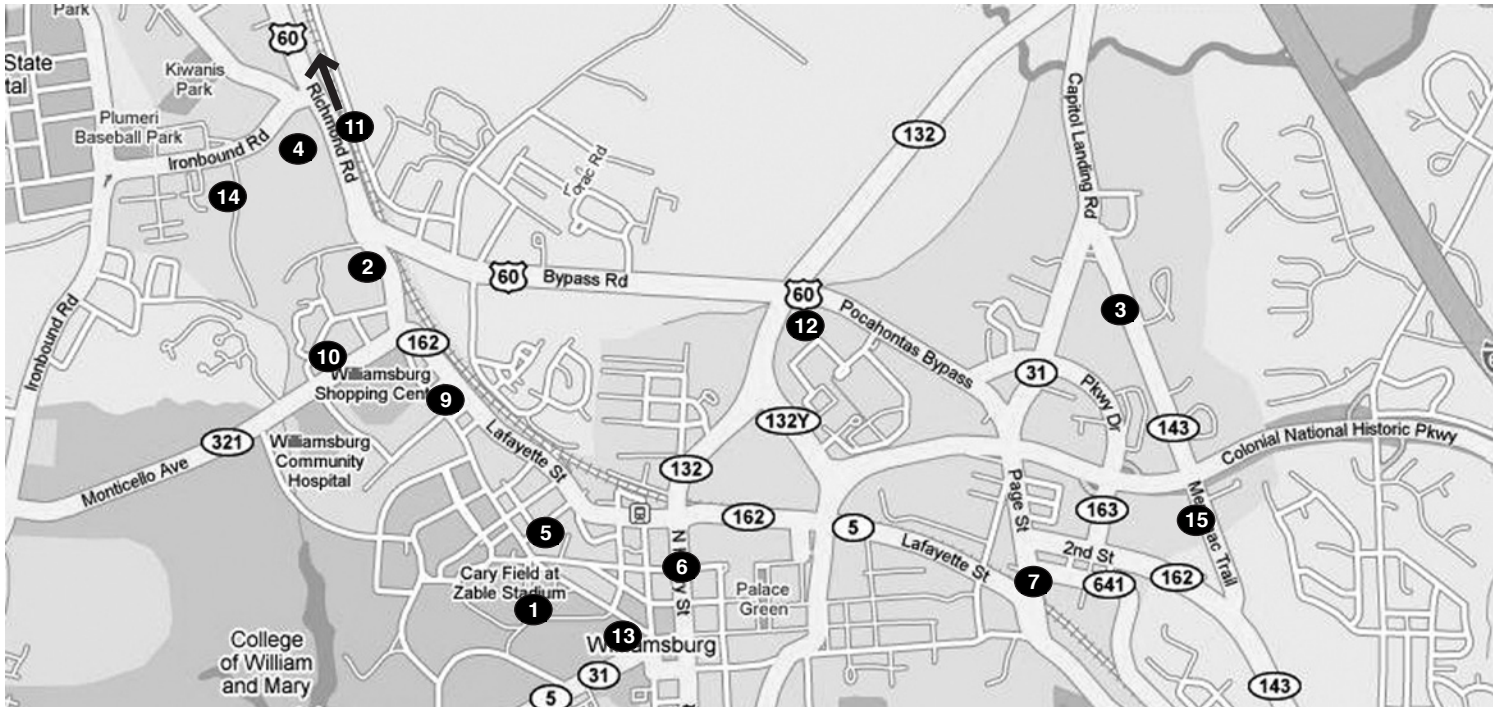 Park
60
State
tal
Kiwanis
Park
Plumeri
Baseball Park
Richmond Rd
11
132
Capitol Landing Rd
4
Ironbound Rd
14
2
60
Bypass Rd
60
12
Pocahontas Bypass
3
Ironbound Rd
162
10
Williamsburg
Shopping
9
31
Pkwy Dr
132Y
143
321
Lafayette St
Colonial National Historic Pkwy
Williamsburg
Community
Hospital
Monticello Ave
132
162
5
Page St
163
15
Trail
5
Lafayette St
2nd St
6
N
St
Cary Field at
Zable Stadium
1
Palace
Green
7
641
162
13
Williamsburg
College
of William
and Mary
31
5
143